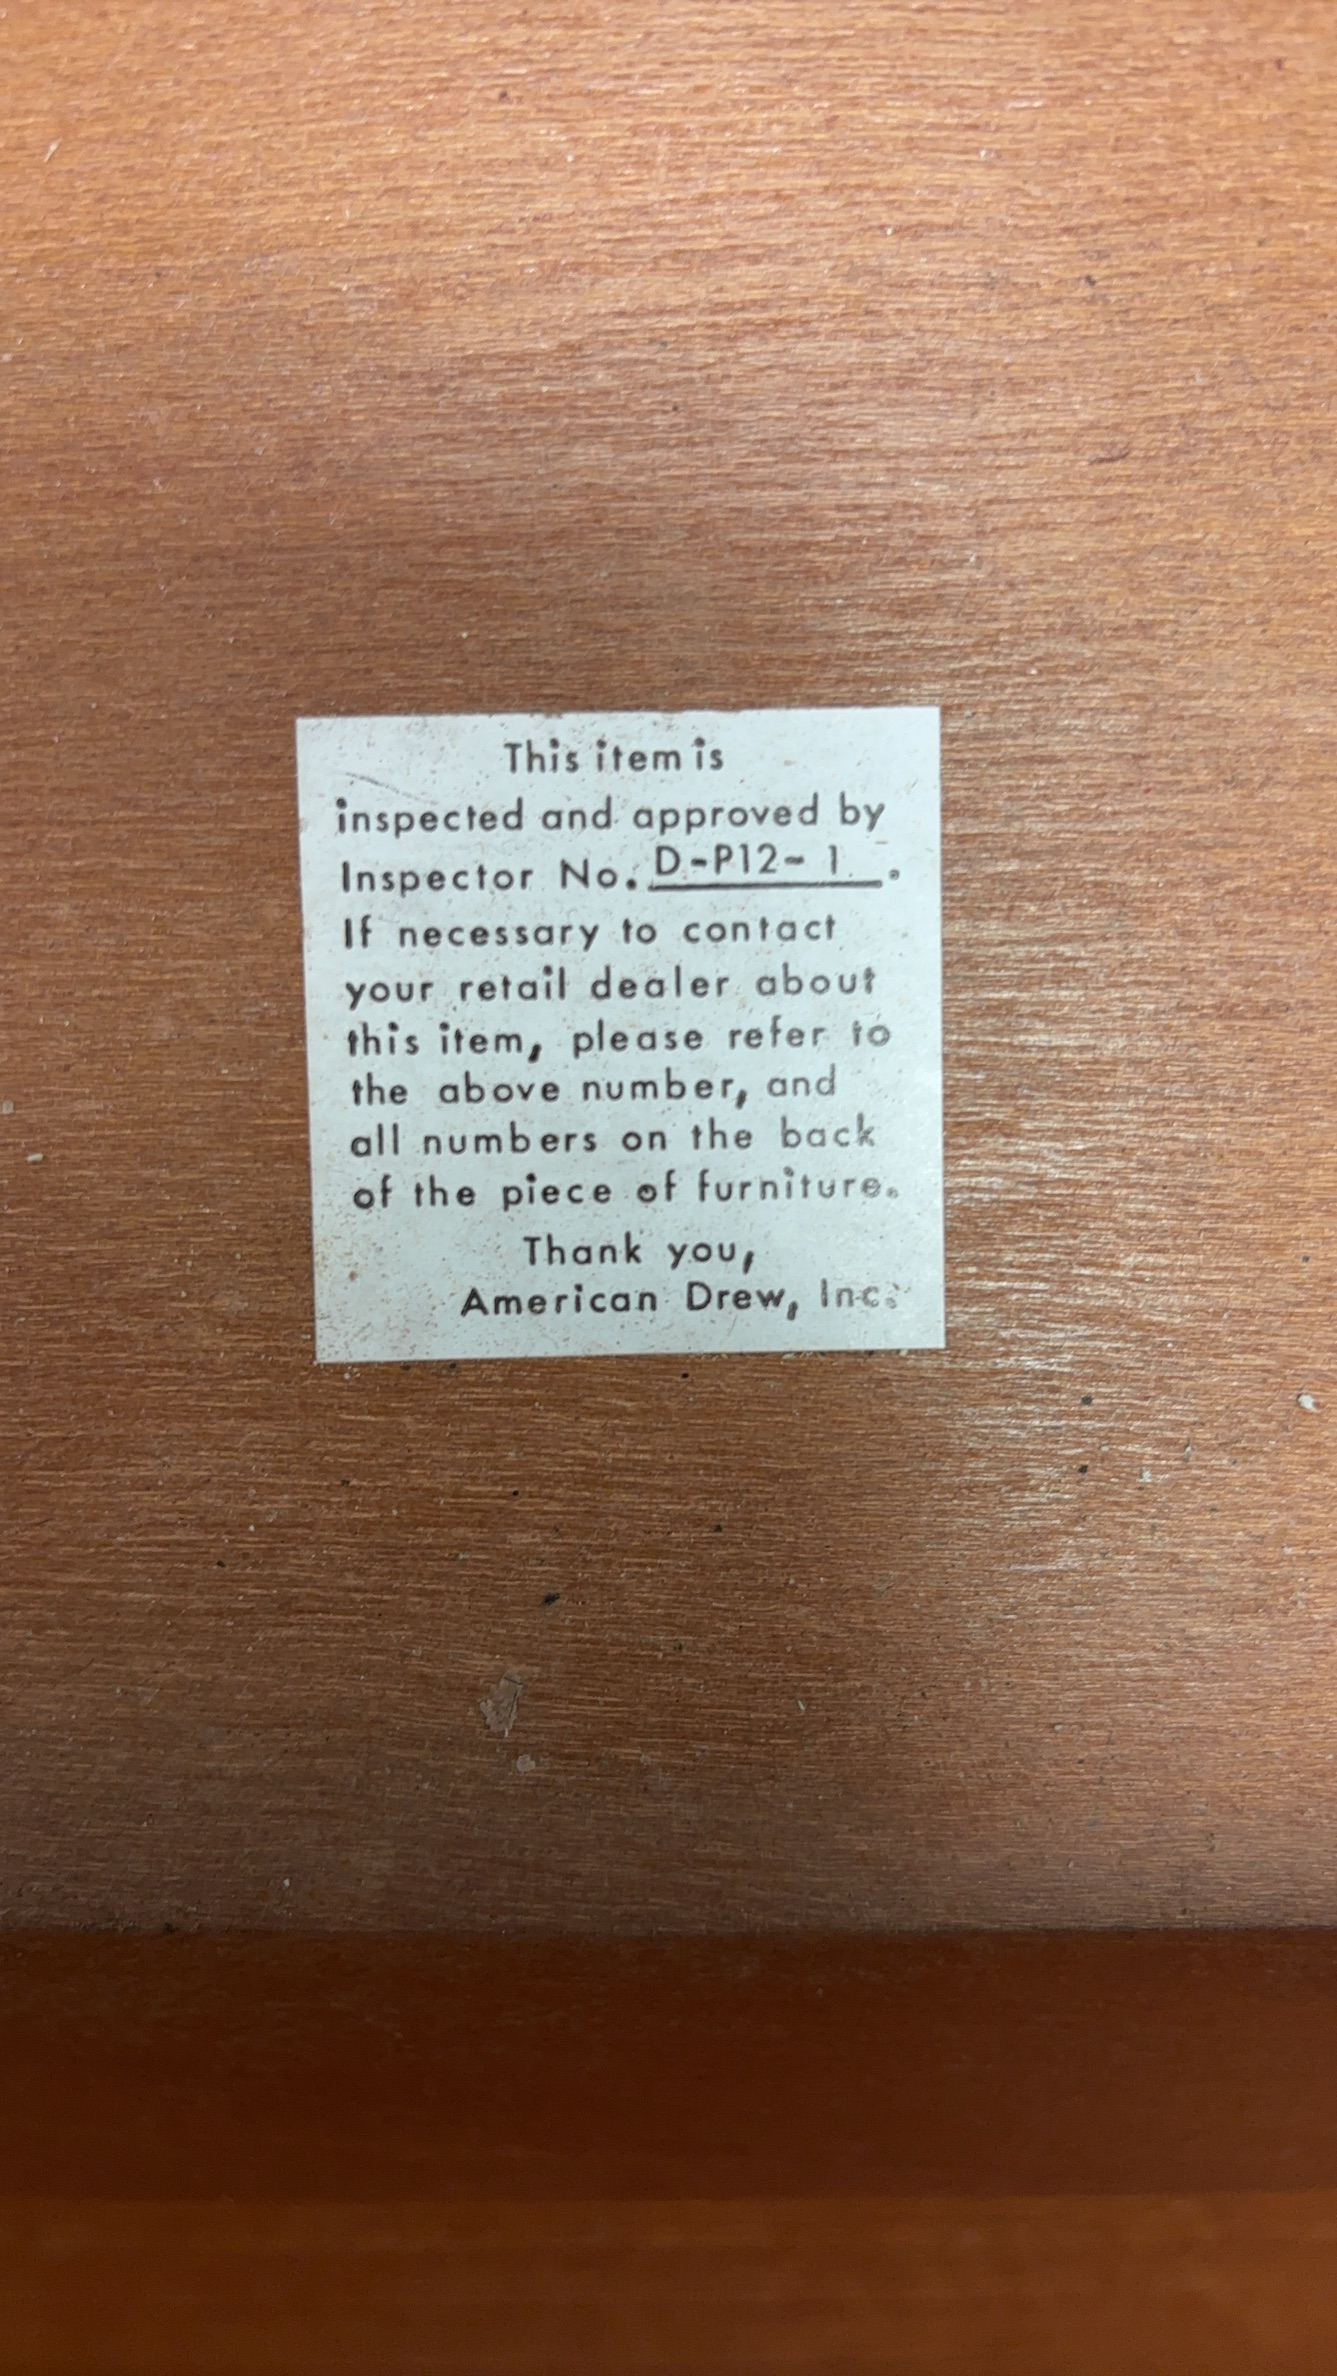 This item is
inspected and approved by
Inspector No. D-P12-1.
If necessary to contact
your retail dealer about
this item, please refer to
the above number, and
all numbers on the back
of the piece of furniture.
Thank you,
American Drew, Inc.